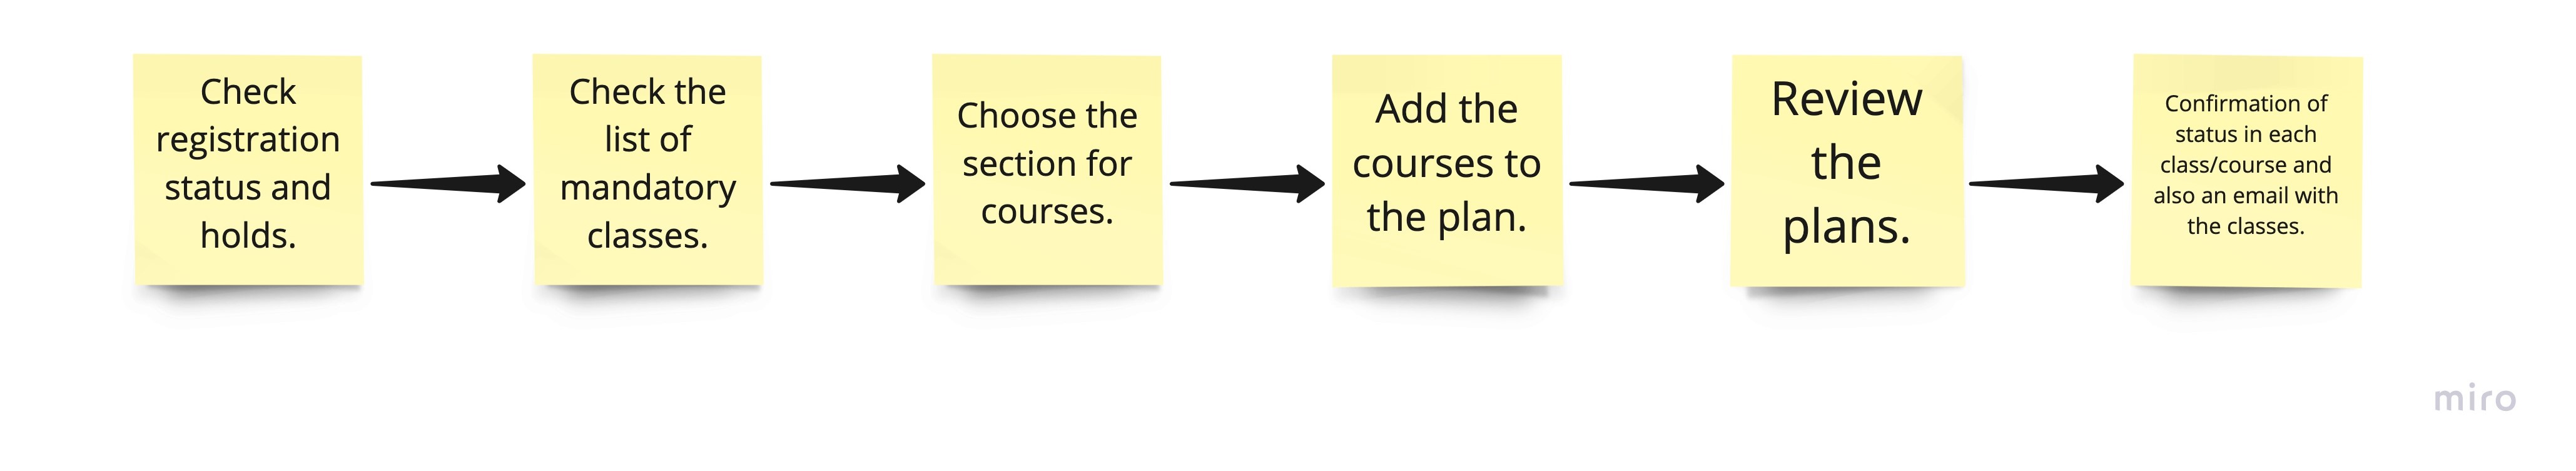 Check
registration
status and
holds.
Check the
list of
mandatory
classes.
Choose the
section for
courses.
Add the
courses to
the plan.
Review
the
plans.
Confirmation of
status in each
class/course and
also an email with
the classes.
miro